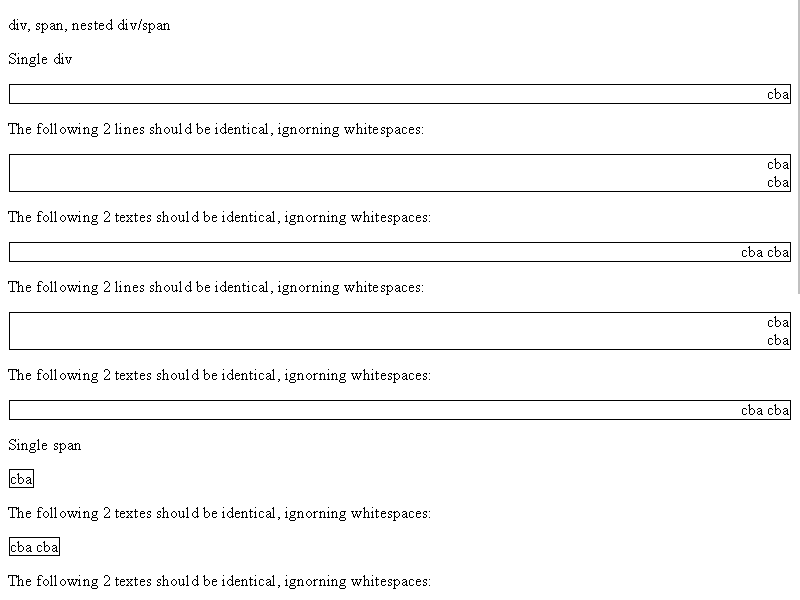 div, span, nested div/span
Single div
cba
The following 2 lines should be identical, ignorning whitespaces:
cba
cba
The following 2 textes should be identical, ignorning whitespaces:
cba cba
The following 2 lines should be identical, ignorning whitespaces:
cba
cba
The following 2 textes should be identical, ignorning whitespaces:
cba cba
Single span
cba
The following 2 textes should be identical, ignorning whitespaces:
cba cba
The following 2 textes should be identical, ignorning whitespaces: